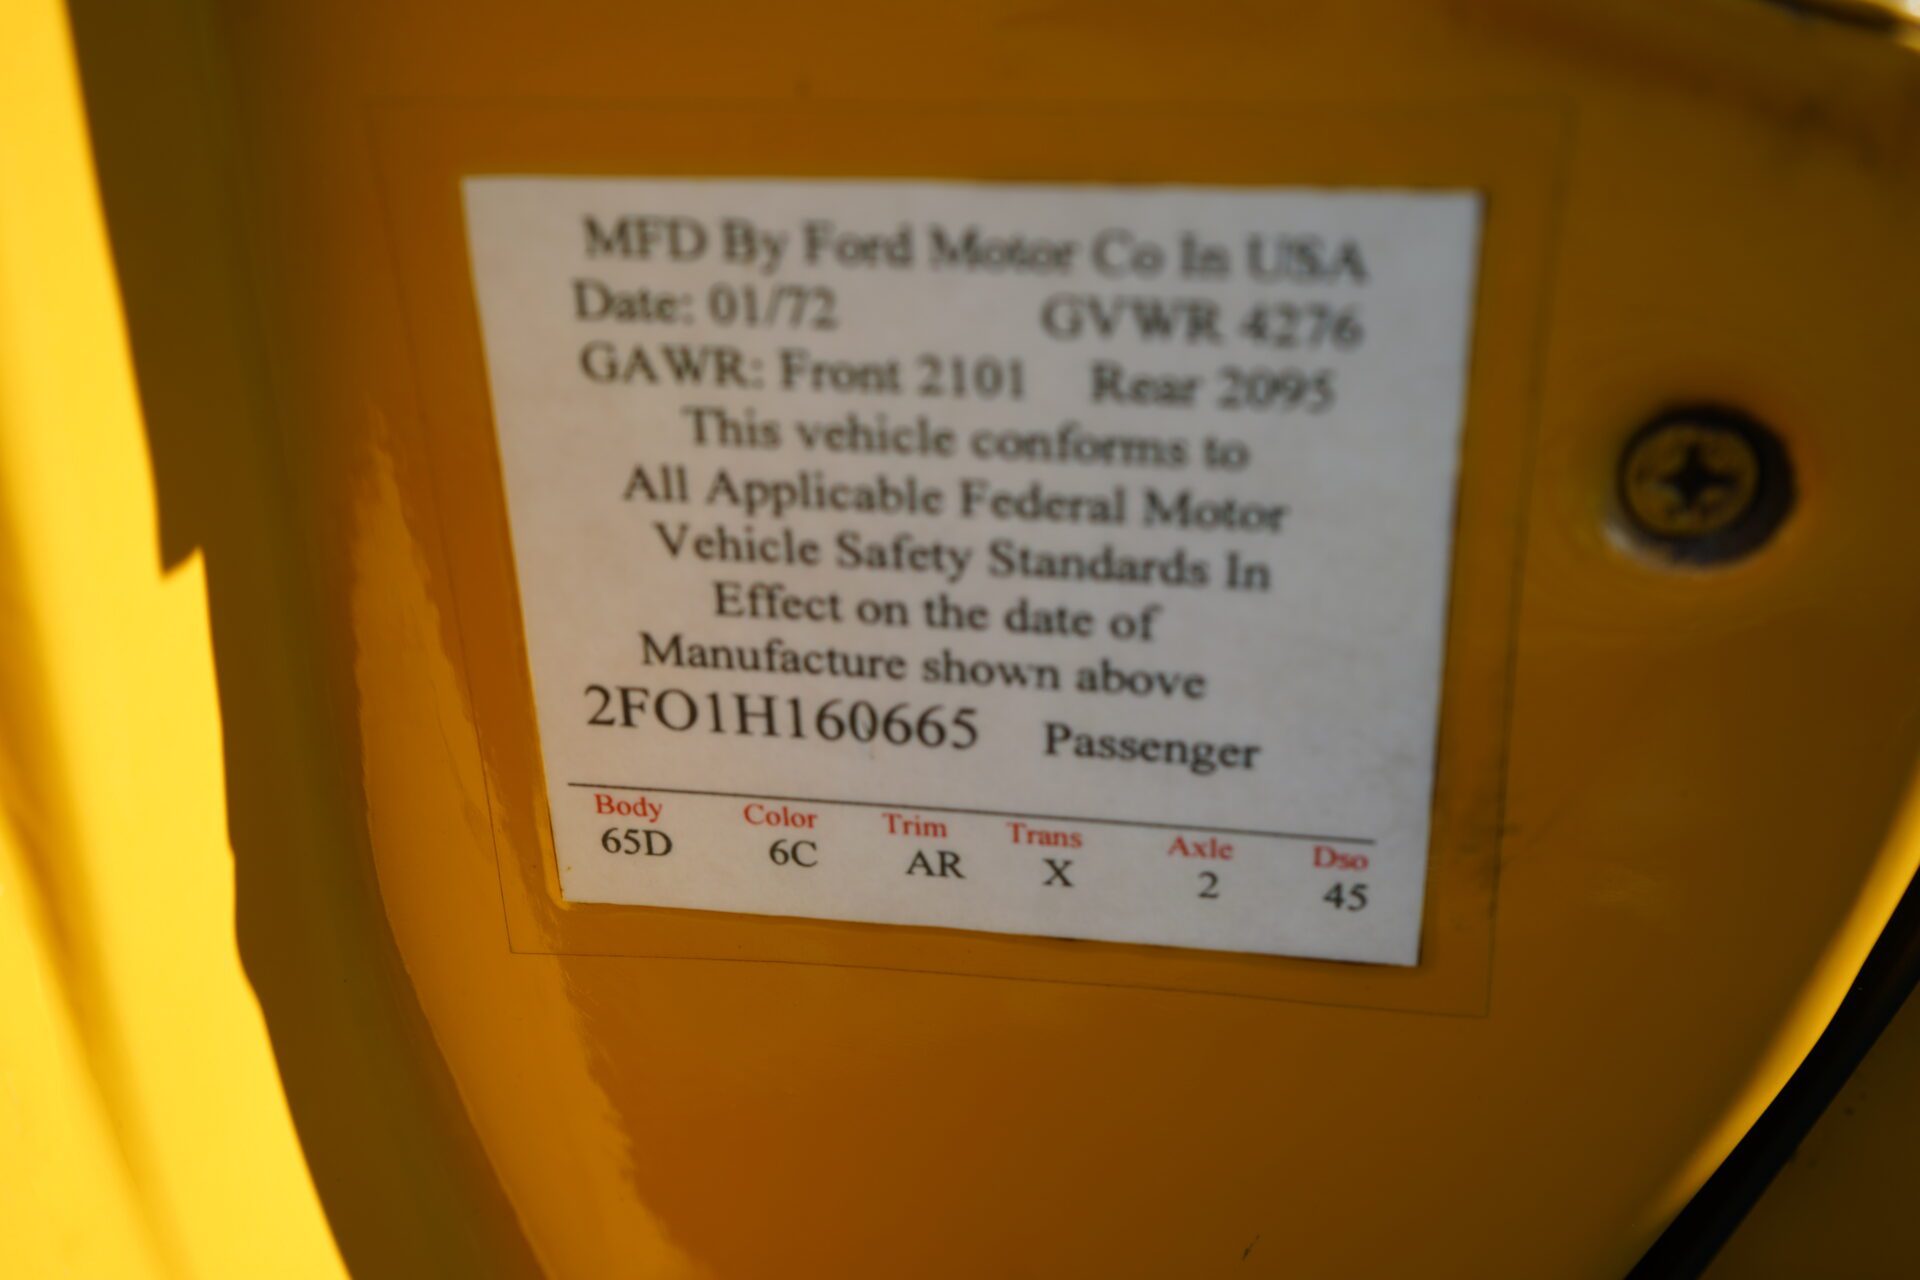 MFD By Ford Motor Co In USA
Date: 01/72 GVWR 4276
GAWR: Front 2101 Rear 2095
This vehicle conforms to
All Applicable Federal Motor
Vehicle Safety Standards In
Effect on the date of
Manufacture shown above
2FO1H160665 Passenger
Body Color Trim Trans Axle Dso
65D 6C AR X 2 45